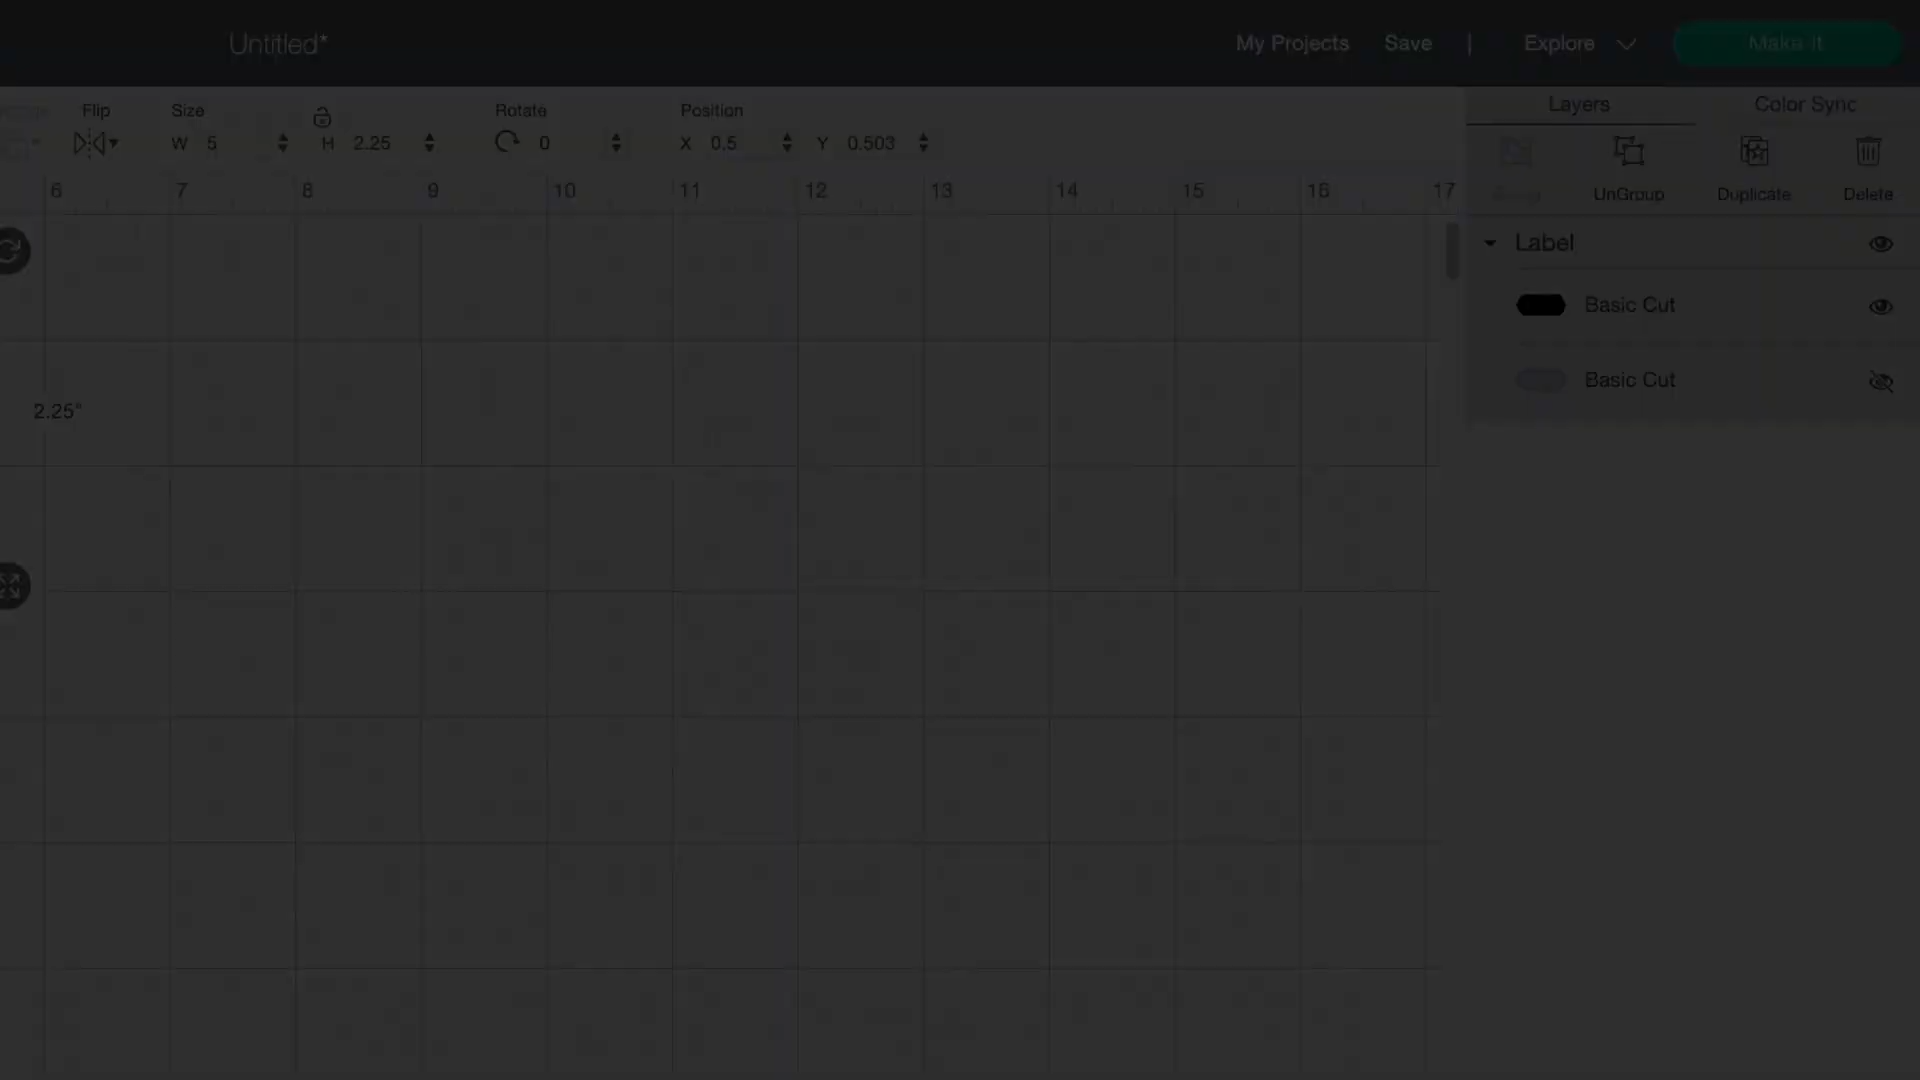 Untitled*
My Projects Save | Explore Make It
Flip Size Rotate Position
W 5 H 2.25 0 X 0.5 Y 0.503
Layers Color Sync
UnGroup Duplicate Delete
6 7 8 9 10 11 12 13 14 15 16 17
Label
Basic Cut
Basic Cut
2.25"